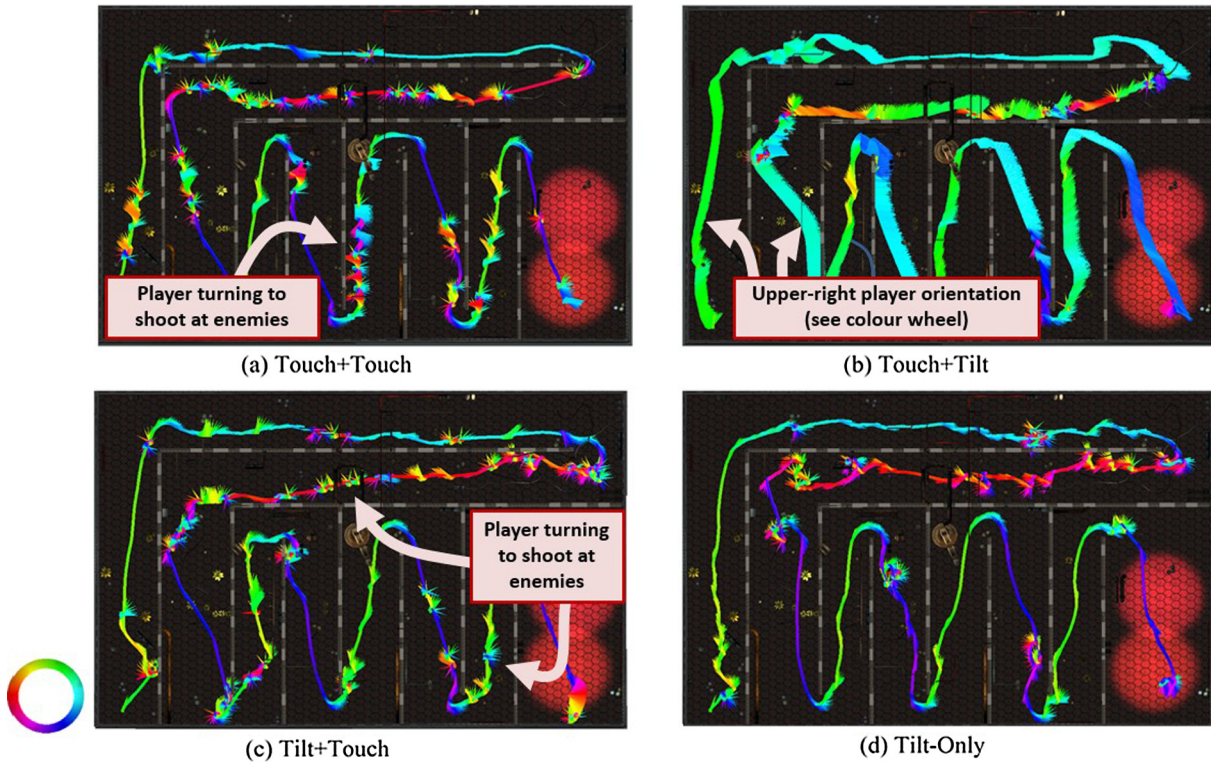 Player turning to
shoot at enemies
Upper-right player orientation
(see colour wheel)
(a) Touch+Touch
(b) Touch+Tilt
Player turning
to shoot at
enemies
(c) Tilt+Touch
(d) Tilt-Only